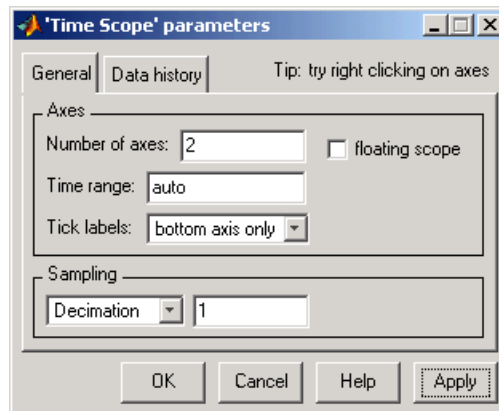 'Time Scope' parameters
General Data history Tip: try right clicking on axes
Axes
Number of axes: 2 floating scope
Time range: auto
Tick labels: bottom axis only
Sampling
Decimation 1
OK Cancel Help Apply